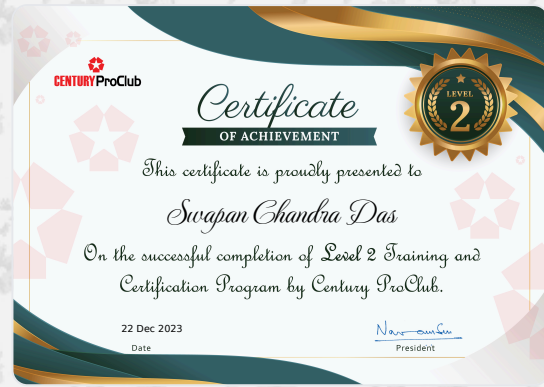 CENTURY ProClub
Certificate
OF ACHIEVEMENT
LEVEL
2
This certificate is proudly presented to
Swapan Chandra Das
On the successful completion of Level 2 Training and
Certification Program by Century ProClub.
22 Dec 2023
Date
President